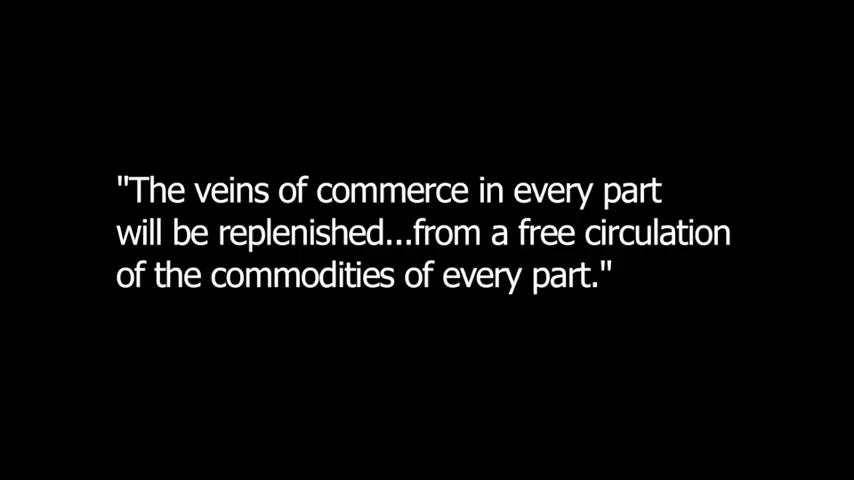 "The veins of commerce in every part
will be replenished...from a free circulation
of the commodities of every part."